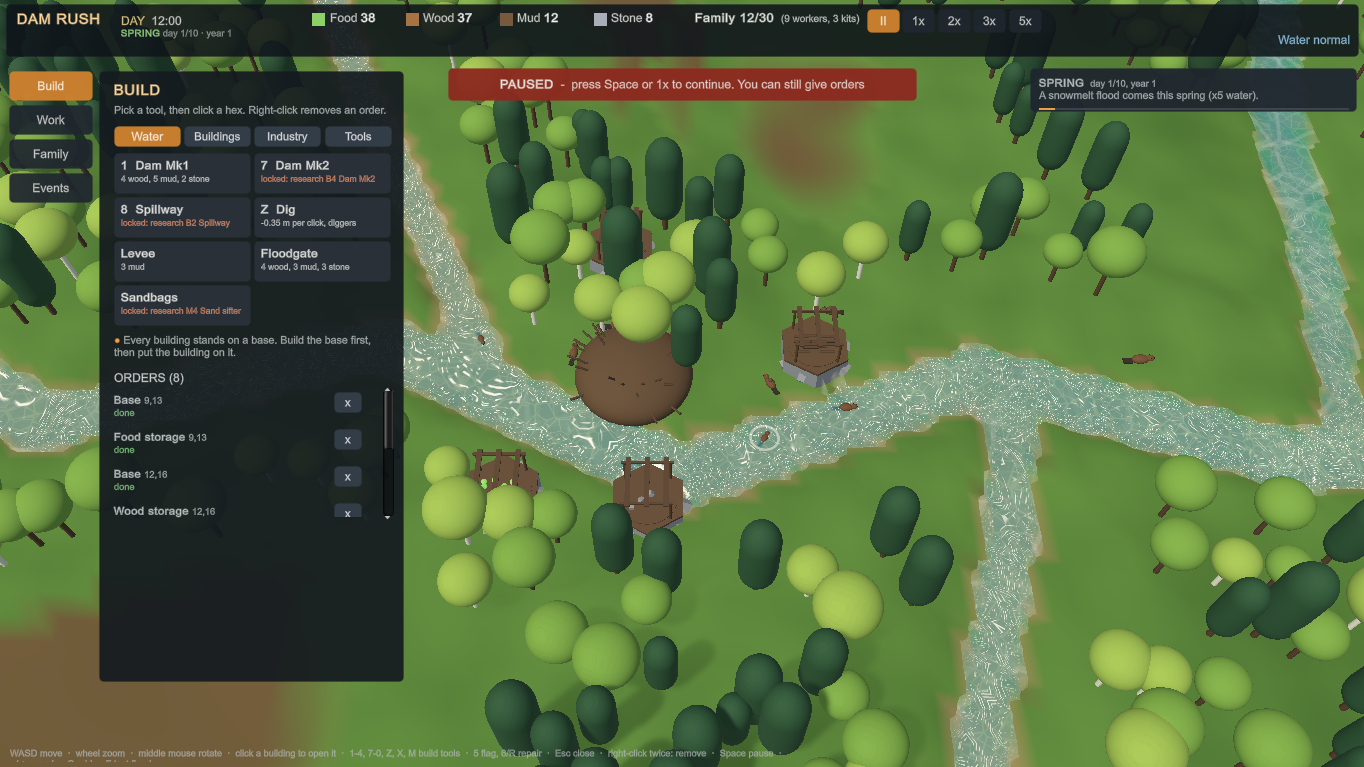 DAM RUSH
DAY 12:00
SPRING day 1/10 · year 1
Food 38
Wood 37
Mud 12
Stone 8
Family 12/30 (9 workers, 3 kits)
II
1x
2x
3x
5x
Water normal
Build
Work
Family
Events
BUILD
Pick a tool, then click a hex. Right-click removes an order.
Water
Buildings
Industry
Tools
1 Dam Mk1
4 wood, 5 mud, 2 stone
7 Dam Mk2
locked: research B4 Dam Mk2
8 Spillway
locked: research B2 Spillway
Z Dig
-0.35 m per click, diggers
Levee
3 mud
Floodgate
4 wood, 3 mud, 3 stone
Sandbags
locked: research M4 Sand sifter
● Every building stands on a base. Build the base first,
then put the building on it.
ORDERS (8)
Base 9,13
done
x
Food storage 9,13
done
x
Base 12,16
done
x
Wood storage 12,16
x
PAUSED - press Space or 1x to continue. You can still give orders
SPRING day 1/10, year 1
A snowmelt flood comes this spring (x5 water).
WASD move · wheel zoom · middle mouse rotate · click a building to open it · 1-4, 7-0, Z, X, M build tools · 5 flag, 6/R repair · Esc close · right-click twice: remove · Space pause ·